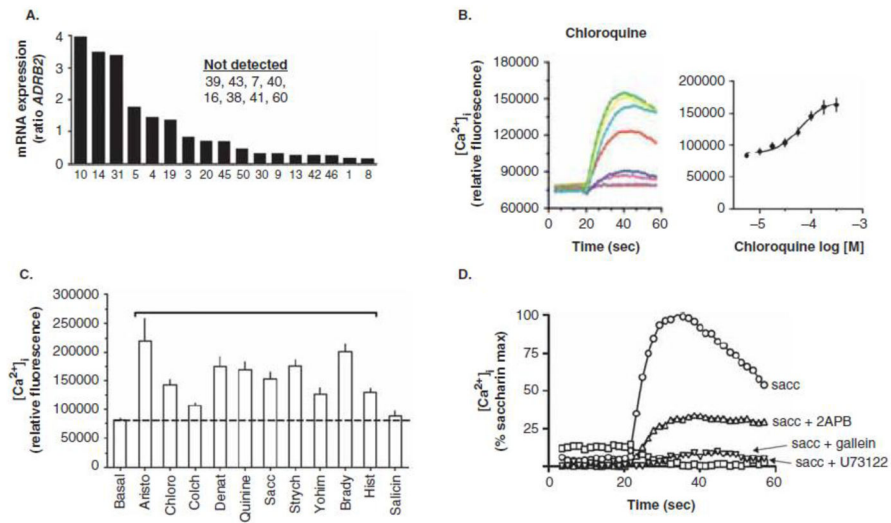 A.
mRNA expression
(ratio ADRB2)
4
3
2
1
0
Not detected
39, 43, 7, 40,
16, 38, 41, 60
10 14 31 5 4 19 3 20 45 50 30 9 13 42 46 1 8
B.
Chloroquine
[Ca2+]i
(relative fluorescence)
180000
150000
120000
90000
60000
0 20 40 60
Time (sec)
200000
150000
100000
50000
0
–5 –4 –3
Chloroquine log [M]
C.
[Ca2+]i
(relative fluorescence)
300000
250000
200000
150000
100000
50000
0
Basal
Aristo
Chloro
Colch
Denat
Quinine
Sacc
Strych
Yohim
Brady
Hist
Salicin
D.
[Ca2+]i
(% saccharin max)
100
75
50
25
sacc
sacc + 2APB
sacc + gallein
sacc + U73122
0 20 40 60
Time (sec)